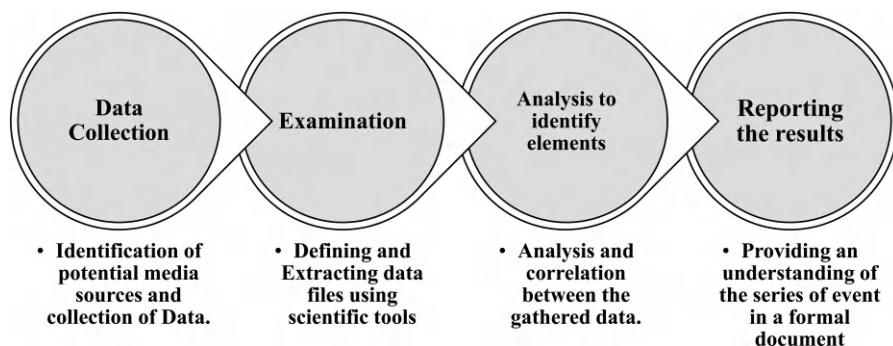 Data
Collection
Examination
Analysis to
identify
elements
Reporting
the results
• Identification of
potential media
sources and
collection of Data.
• Defining and
Extracting data
files using
scientific tools
• Analysis and
correlation
between the
gathered data.
• Providing an
understanding of
the series of event
in a formal
document